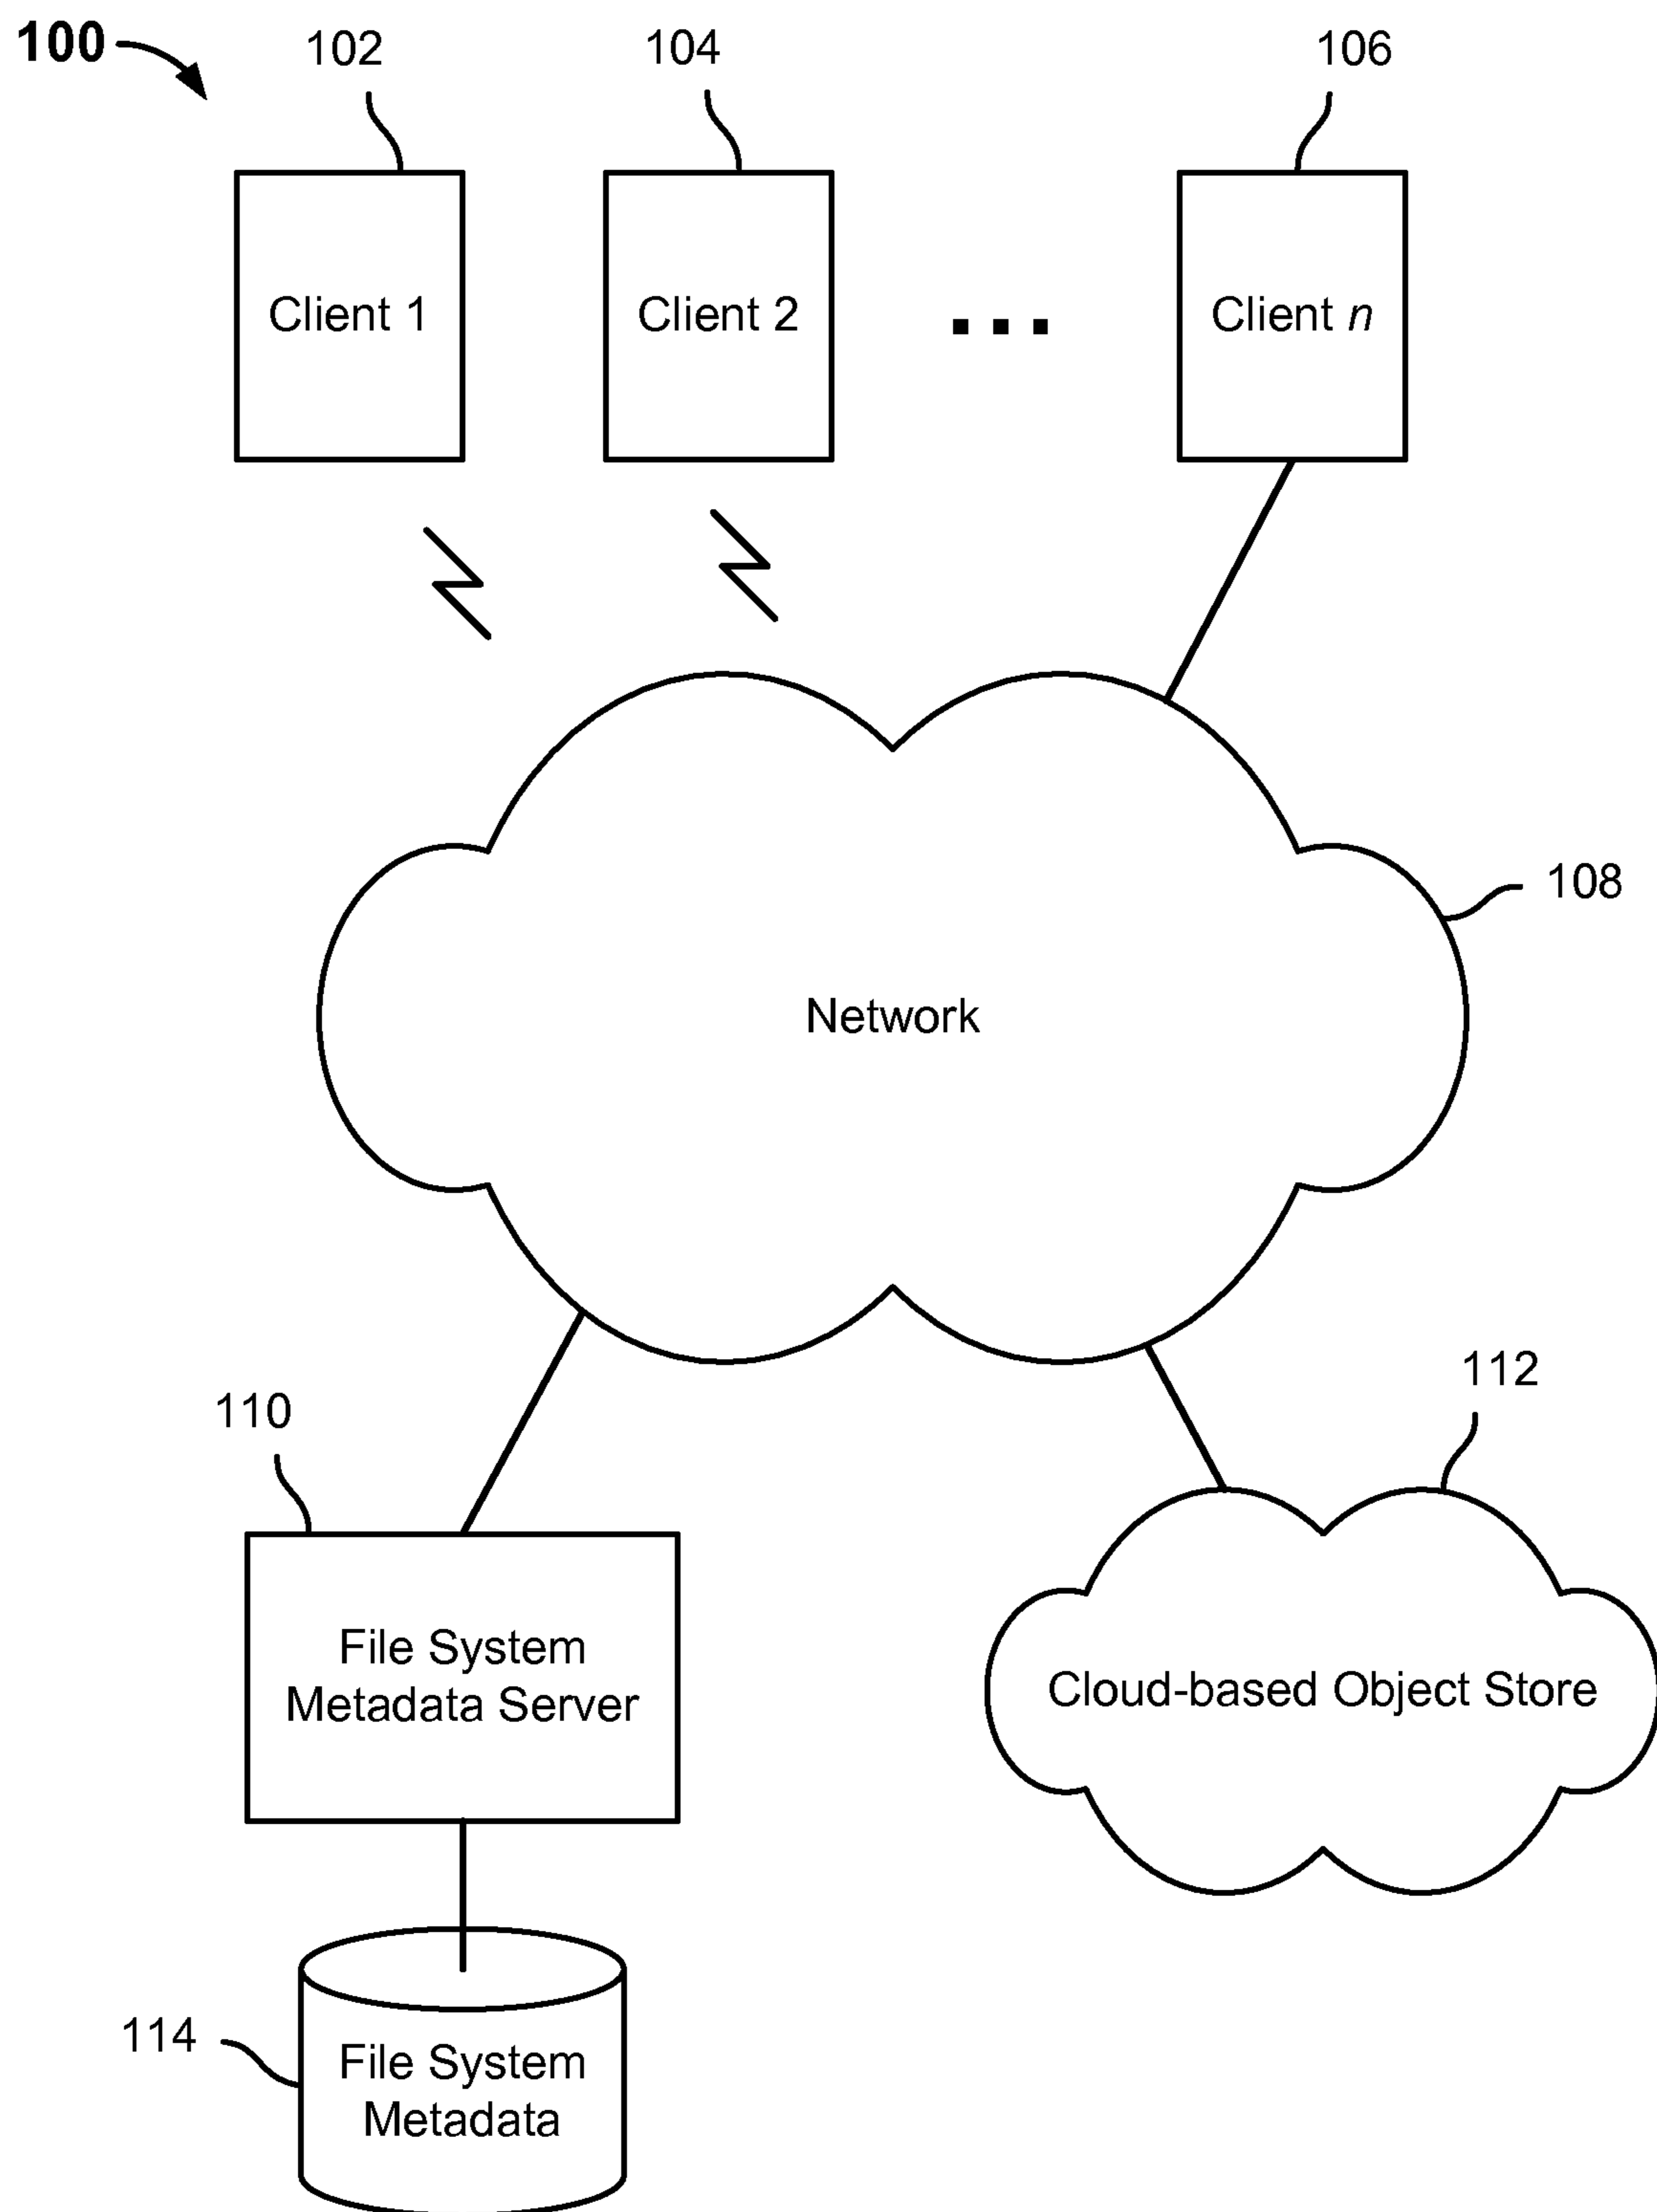 100
102
104
106
Client 1
Client 2
Client n
108
Network
112
110
File System
Metadata Server
Cloud-based Object Store
114
File System
Metadata